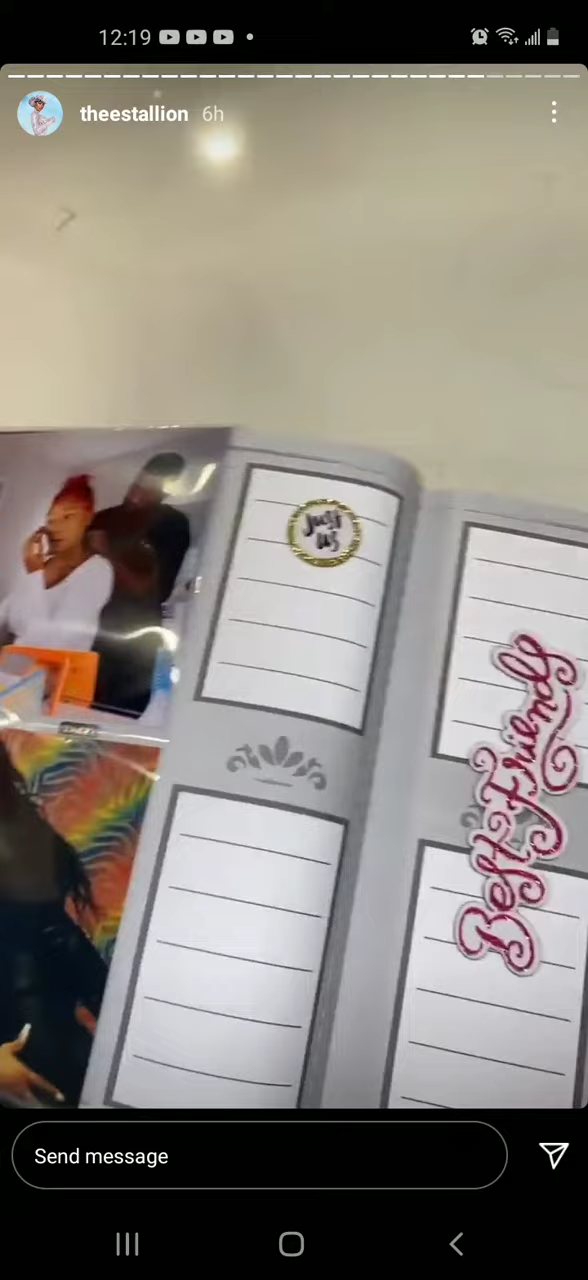 12:19
theestallion 6h
Just
us
Best Friends
Send message